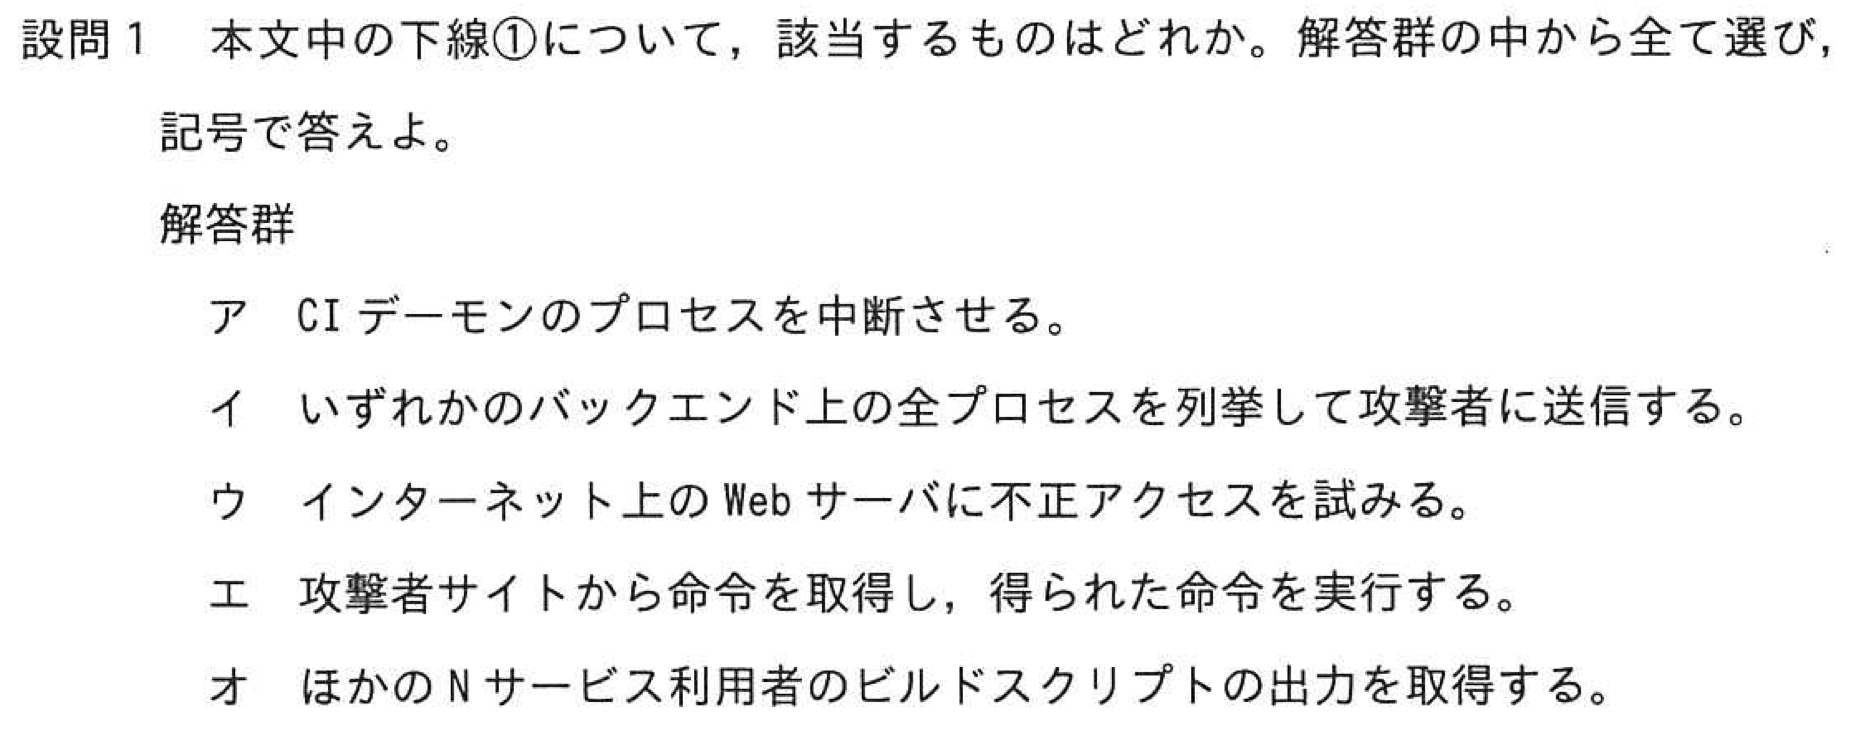 設問1 本文中の下線①について，該当するものはどれか。解答群の中から全て選び，
記号で答えよ。
解答群
ア CI デーモンのプロセスを中断させる。
イ いずれかのバックエンド上の全プロセスを列挙して攻撃者に送信する。
ウ インターネット上の Web サーバに不正アクセスを試みる。
エ 攻撃者サイトから命令を取得し，得られた命令を実行する。
オ ほかの N サービス利用者のビルドスクリプトの出力を取得する。